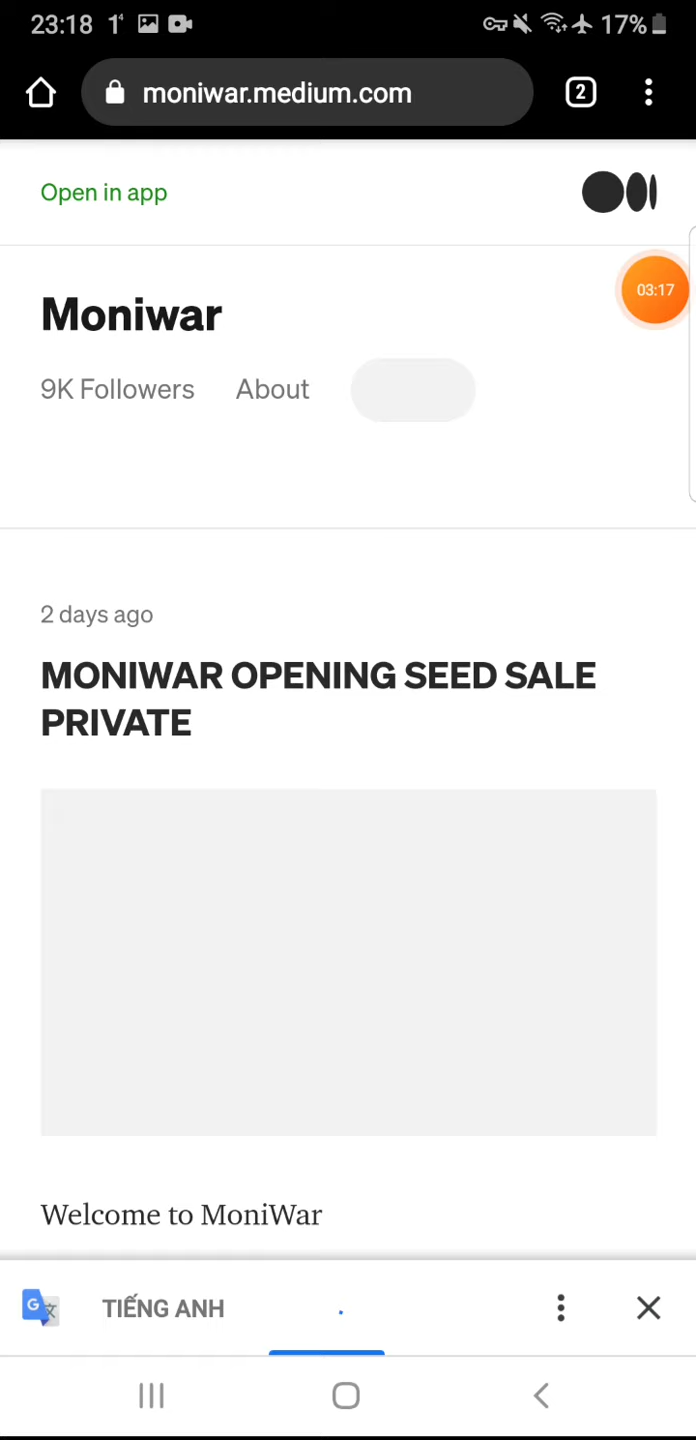 23:18
17%
moniwar.medium.com
2
Open in app
03:17
Moniwar
9K Followers About
2 days ago
MONIWAR OPENING SEED SALE
PRIVATE
Welcome to MoniWar
G
TIẾNG ANH